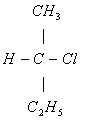 CH3
|
H – C – Cl
|
C2H5